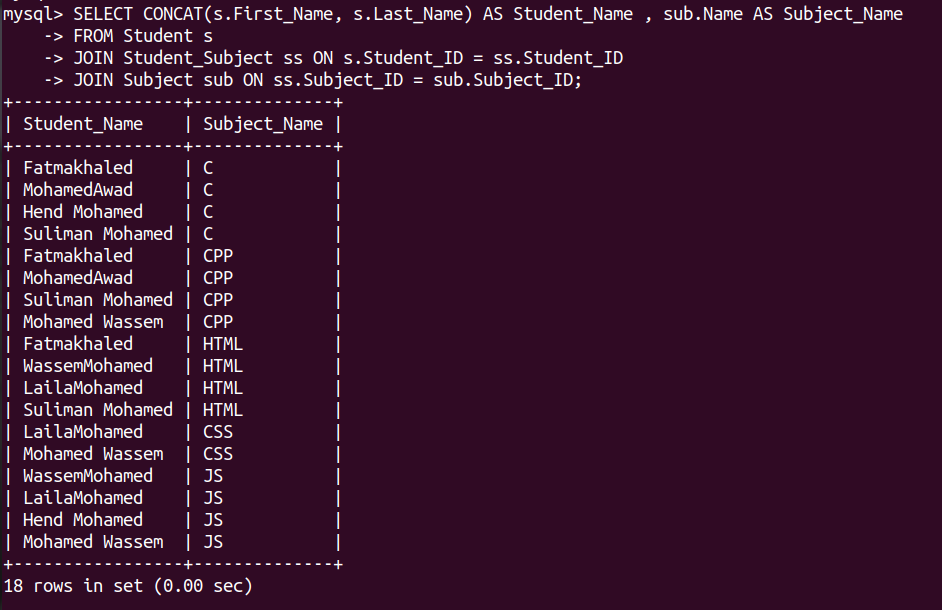 mysql> SELECT CONCAT(s.First_Name, s.Last_Name) AS Student_Name , sub.Name AS Subject_Name
    -> FROM Student s
    -> JOIN Student_Subject ss ON s.Student_ID = ss.Student_ID
    -> JOIN Subject sub ON ss.Subject_ID = sub.Subject_ID;
+-----------------+--------------+
| Student_Name    | Subject_Name |
+-----------------+--------------+
| Fatmakhaled     | C            |
| MohamedAwad     | C            |
| Hend Mohamed    | C            |
| Suliman Mohamed | C            |
| Fatmakhaled     | CPP          |
| MohamedAwad     | CPP          |
| Suliman Mohamed | CPP          |
| Mohamed Wassem  | CPP          |
| Fatmakhaled     | HTML         |
| WassemMohamed   | HTML         |
| LailaMohamed    | HTML         |
| Suliman Mohamed | HTML         |
| LailaMohamed    | CSS          |
| Mohamed Wassem  | CSS          |
| WassemMohamed   | JS           |
| LailaMohamed    | JS           |
| Hend Mohamed    | JS           |
| Mohamed Wassem  | JS           |
+-----------------+--------------+
18 rows in set (0.00 sec)